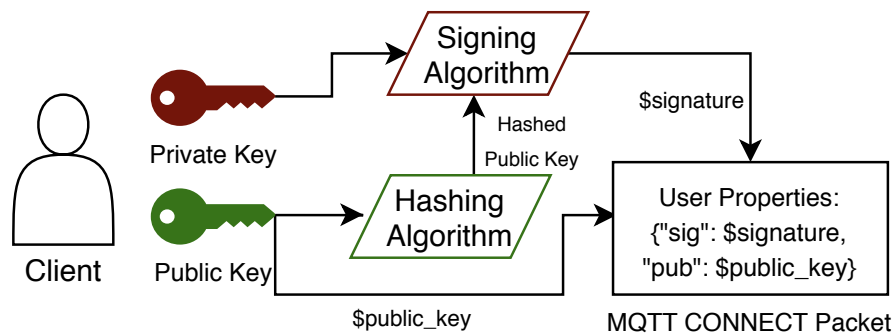 Signing
Algorithm
$signature
Hashed
Public Key
Private Key
Hashing
Algorithm
User Properties:
{"sig": $signature,
"pub": $public_key}
Client
Public Key
$public_key
MQTT CONNECT Packet